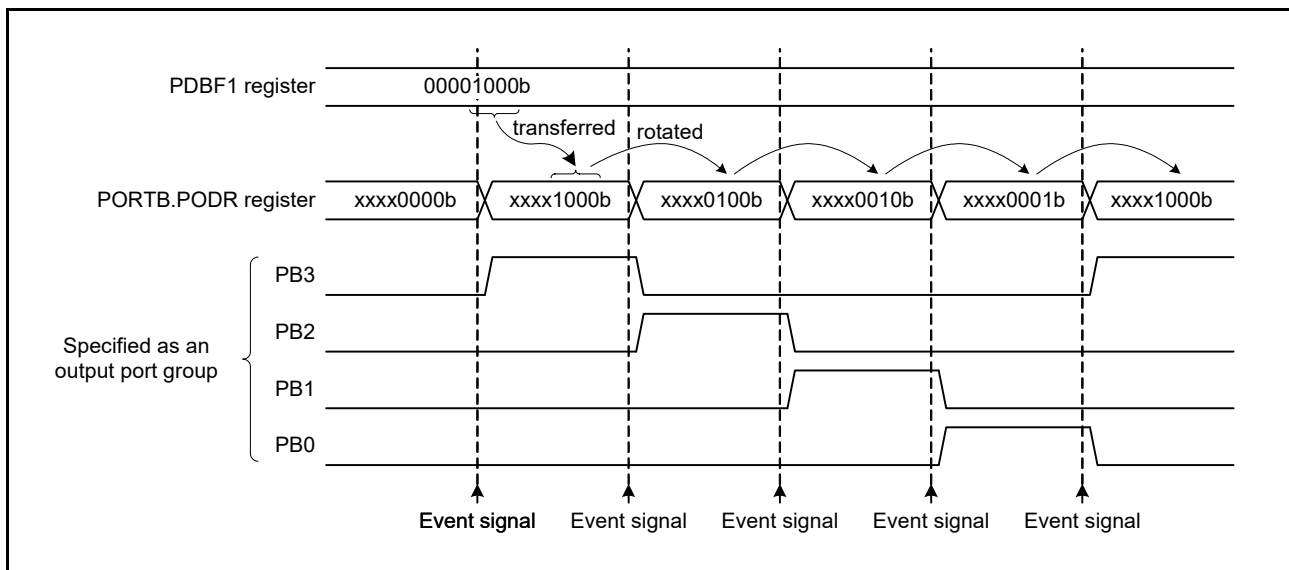 PDBF1 register
00001000b
transferred
rotated
PORTB.PODR register
xxxx0000b
xxxx1000b
xxxx0100b
xxxx0010b
xxxx0001b
xxxx1000b
PB3
PB2
Specified as an
output port group
PB1
PB0
Event signal
Event signal
Event signal
Event signal
Event signal